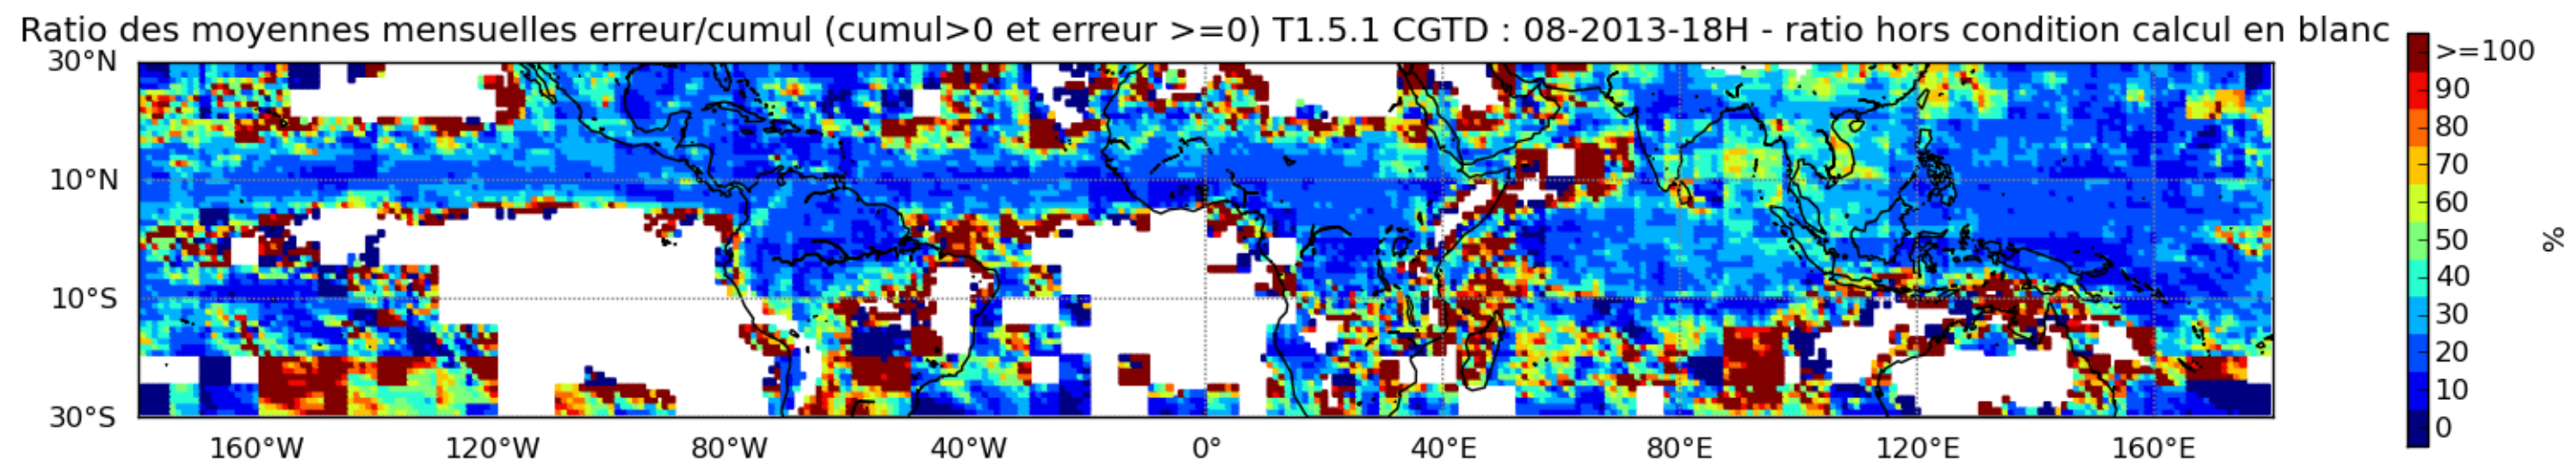 Ratio des moyennes mensuelles erreur/cumul (cumul>0 et erreur >=0) T1.5.1 CGTD : 08-2013-18H - ratio hors condition calcul en blanc
30°N
10°N
10°S
30°S
160°W 120°W 80°W 40°W 0° 40°E 80°E 120°E 160°E
>=100
90
80
70
60
50
40
30
20
10
0
%